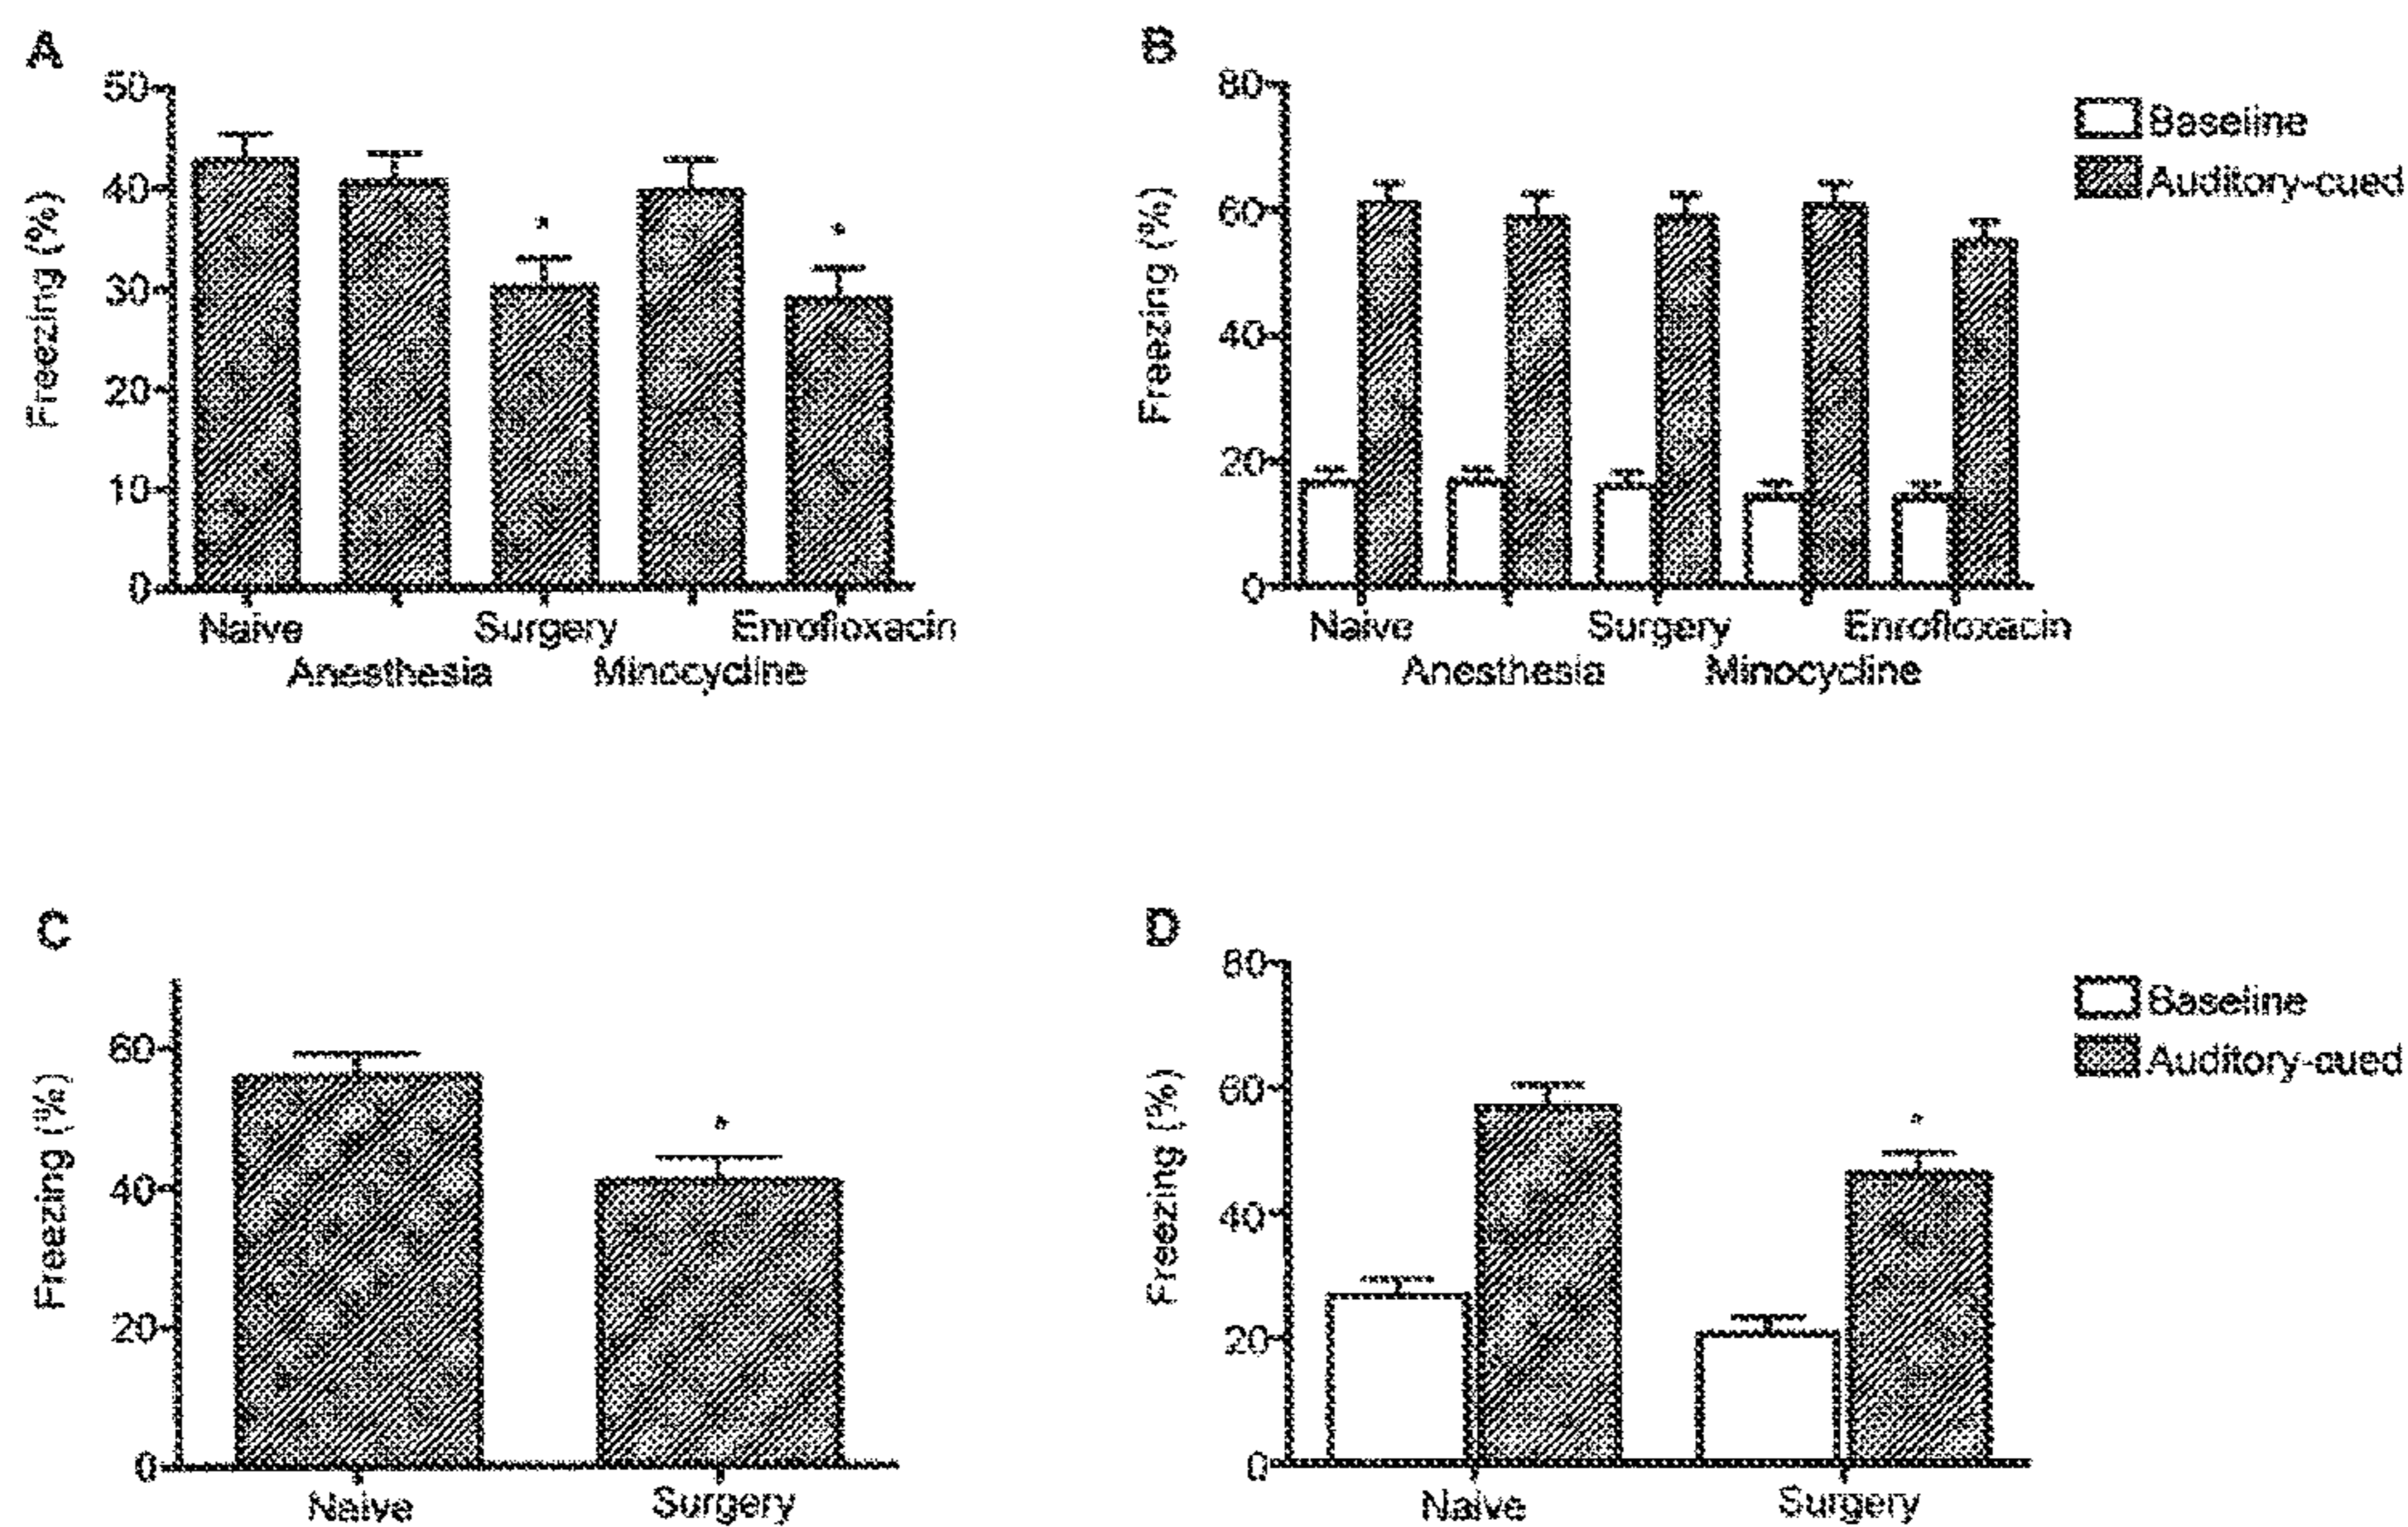 A
50
40
30
20
10
0
Freezing (%)
*
*
Naive
Surgery
Enrofloxacin
Anesthesia
Minocycline
B
80
60
40
20
0
Freezing (%)
Baseline
Auditory-cued
Naive
Surgery
Enrofloxacin
Anesthesia
Minocycline
C
60
40
20
0
Freezing (%)
*
Naive
Surgery
D
80
60
40
20
0
Freezing (%)
*
Baseline
Auditory-cued
Naive
Surgery